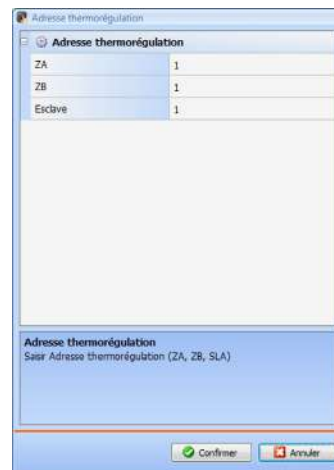 Adresse thermorégulation
Adresse thermorégulation
ZA 1
ZB 1
Esclave 1
Adresse thermorégulation
Saisir Adresse thermorégulation (ZA, ZB, SLA)
Confirmer Annuler